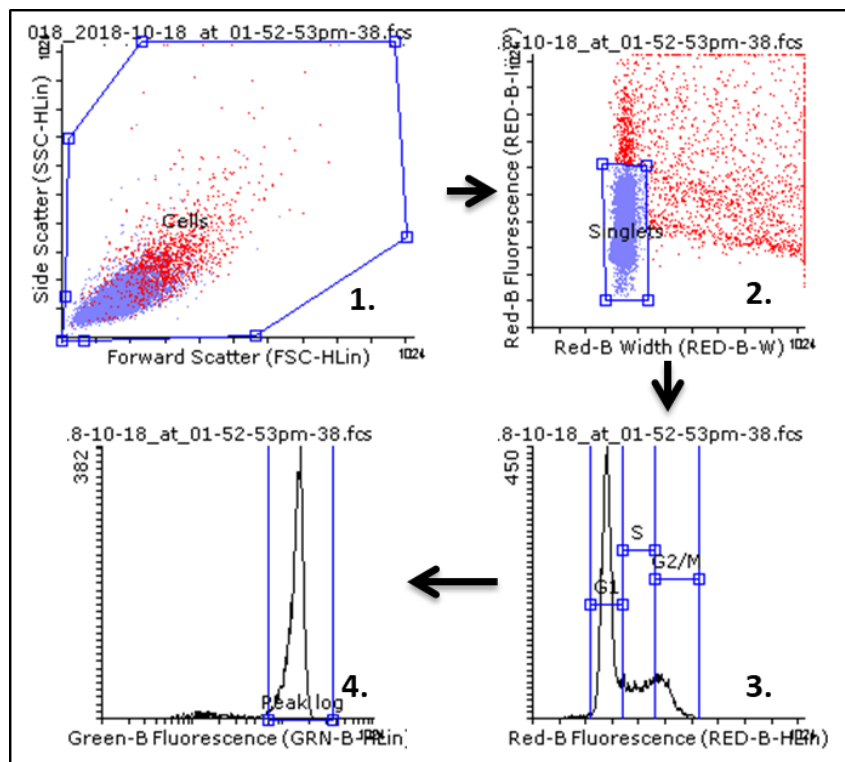 018_2018-10-18_at_01-52-53pm-38.fcs
1024
Side Scatter (SSC-HLin)
Cells
1.
Forward Scatter (FSC-HLin)
1024
.8-10-18_at_01-52-53pm-38.fcs
1024
Singlets
2.
Red-B Width (RED-B-W)
1024
.8-10-18_at_01-52-53pm-38.fcs
382
Peak log
4.
Green-B Fluorescence (GRN-B-HLin)
1024
.8-10-18_at_01-52-53pm-38.fcs
450
S
G2/M
G1
3.
Red-B Fluorescence (RED-B-HLin)
1024